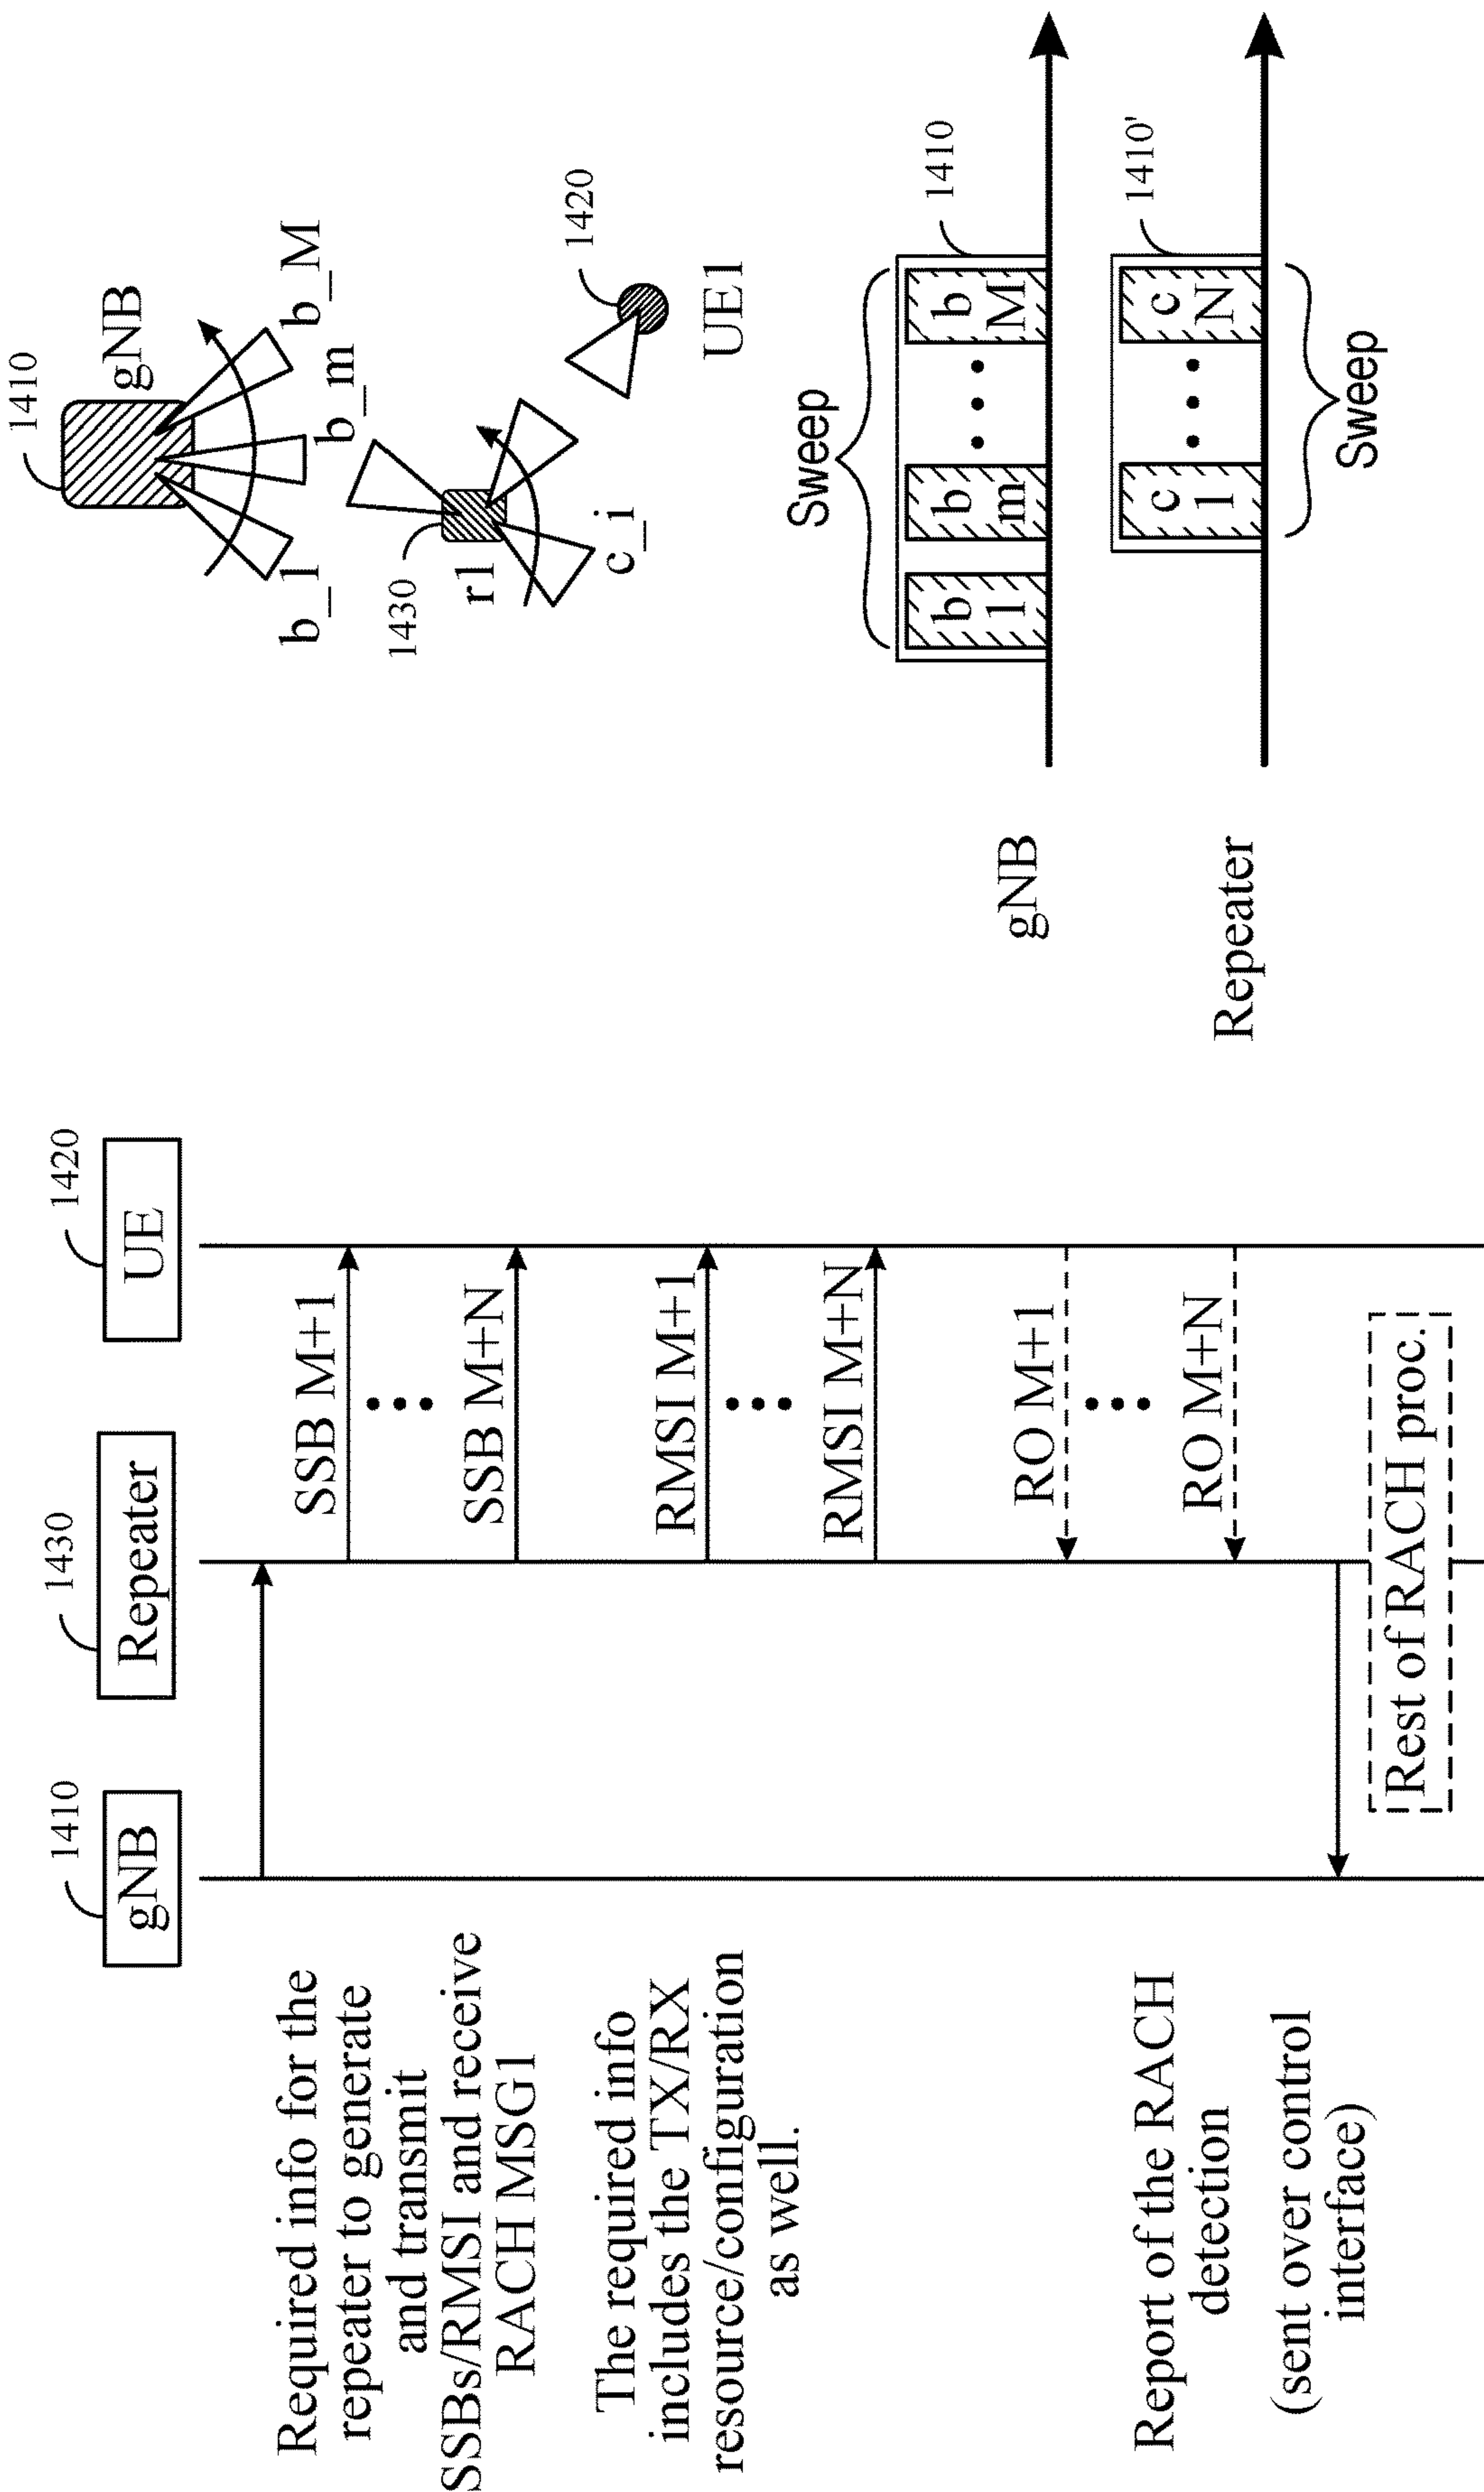 1410
gNB
1430
Repeater
1420
UE
Required info for the
repeater to generate
and transmit
SSBs/RMSI and receive
RACH MSG1
The required info
includes the TX/RX
resource/configuration
as well.
Report of the RACH
detection
(sent over control
interface)
SSB M+1
SSB M+N
RMSI M+1
RMSI M+N
RO M+1
RO M+N
Rest of RACH proc.
1410
gNB
b_1
b_m
b_M
1430
r1
c_i
1420
UE1
Sweep
1410
b
1
b
m
b
M
gNB
1410'
c
1
c
N
Repeater
Sweep